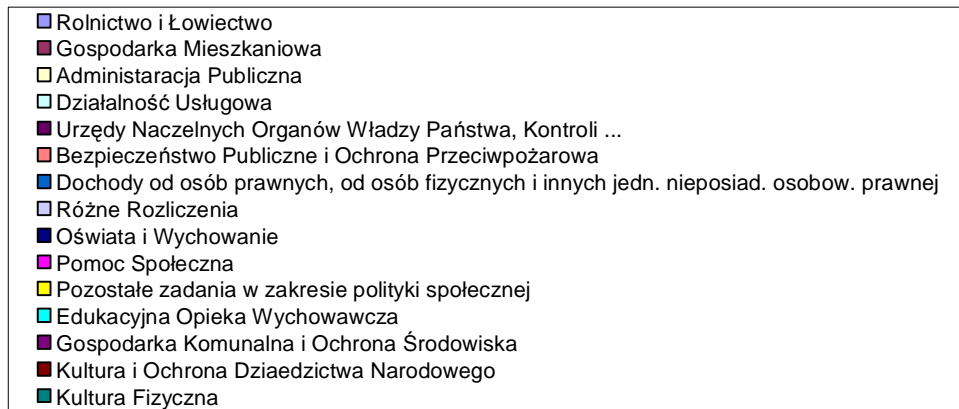 Rolnictwo i Łowiectwo
Gospodarka Mieszkaniowa
Administaracja Publiczna
Działalność Usługowa
Urzędy Naczelnych Organów Władzy Państwa, Kontroli ...
Bezpieczeństwo Publiczne i Ochrona Przeciwpożarowa
Dochody od osób prawnych, od osób fizycznych i innych jedn. nieposiad. osobow. prawnej
Różne Rozliczenia
Oświata i Wychowanie
Pomoc Społeczna
Pozostałe zadania w zakresie polityki społecznej
Edukacyjna Opieka Wychowawcza
Gospodarka Komunalna i Ochrona Środowiska
Kultura i Ochrona Dziaedzictwa Narodowego
Kultura Fizyczna